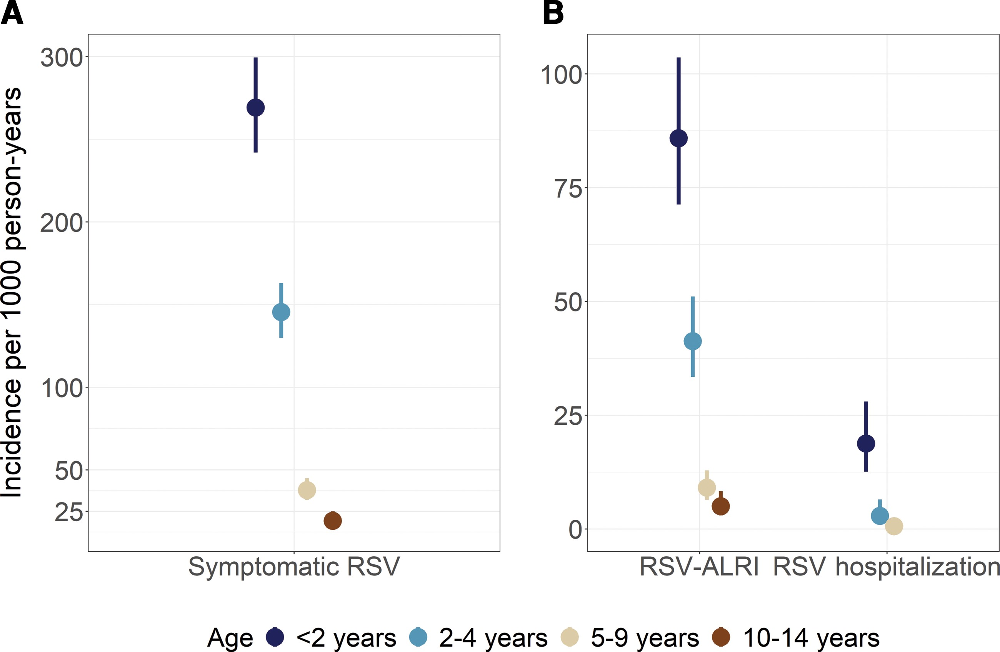 A
B
Incidence per 1000 person-years
300
200
100
50
25
100
75
50
25
0
Symptomatic RSV
RSV-ALRI
RSV hospitalization
Age
<2 years
2-4 years
5-9 years
10-14 years